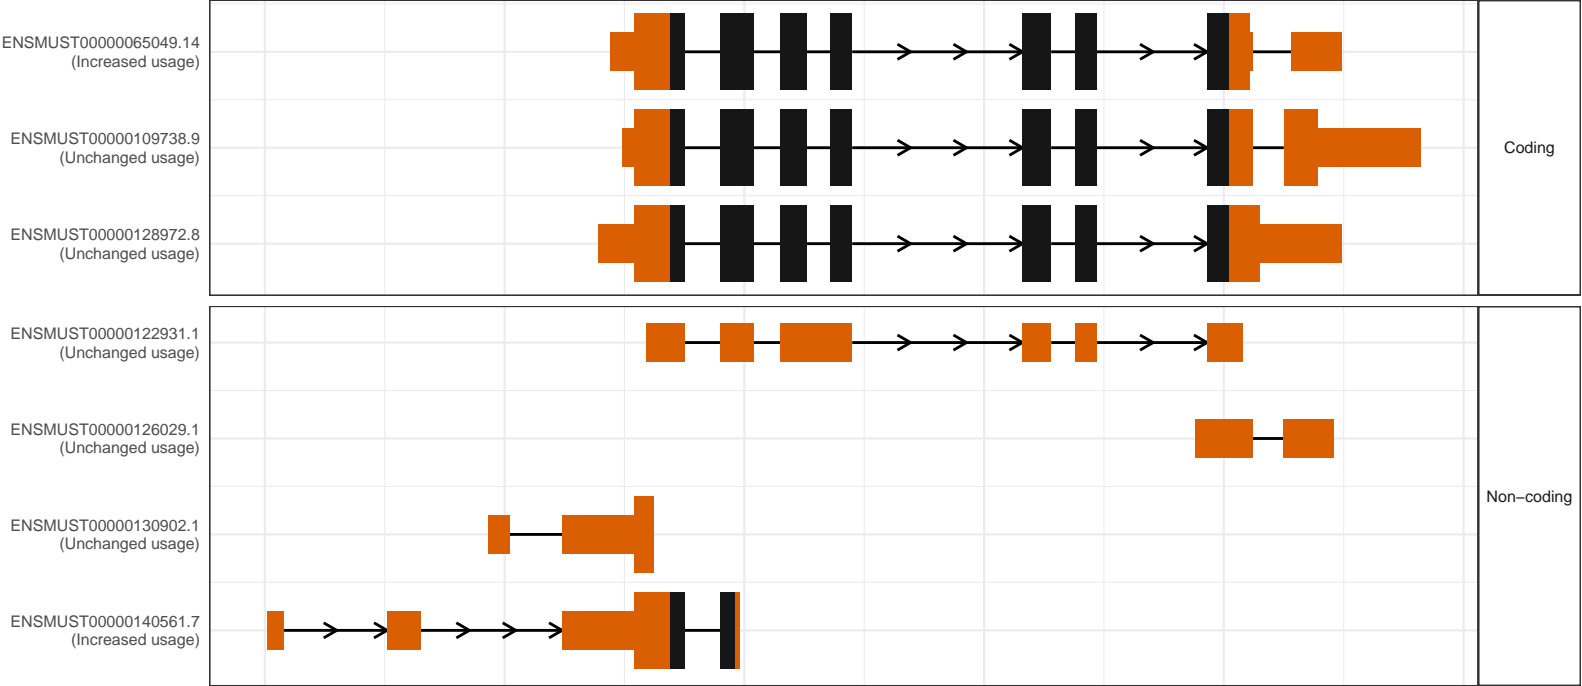 ENSMUST00000065049.14
(Increased usage)
ENSMUST00000109738.9
(Unchanged usage)
ENSMUST00000128972.8
(Unchanged usage)
Coding
ENSMUST00000122931.1
(Unchanged usage)
ENSMUST00000126029.1
(Unchanged usage)
ENSMUST00000130902.1
(Unchanged usage)
ENSMUST00000140561.7
(Increased usage)
Non−coding